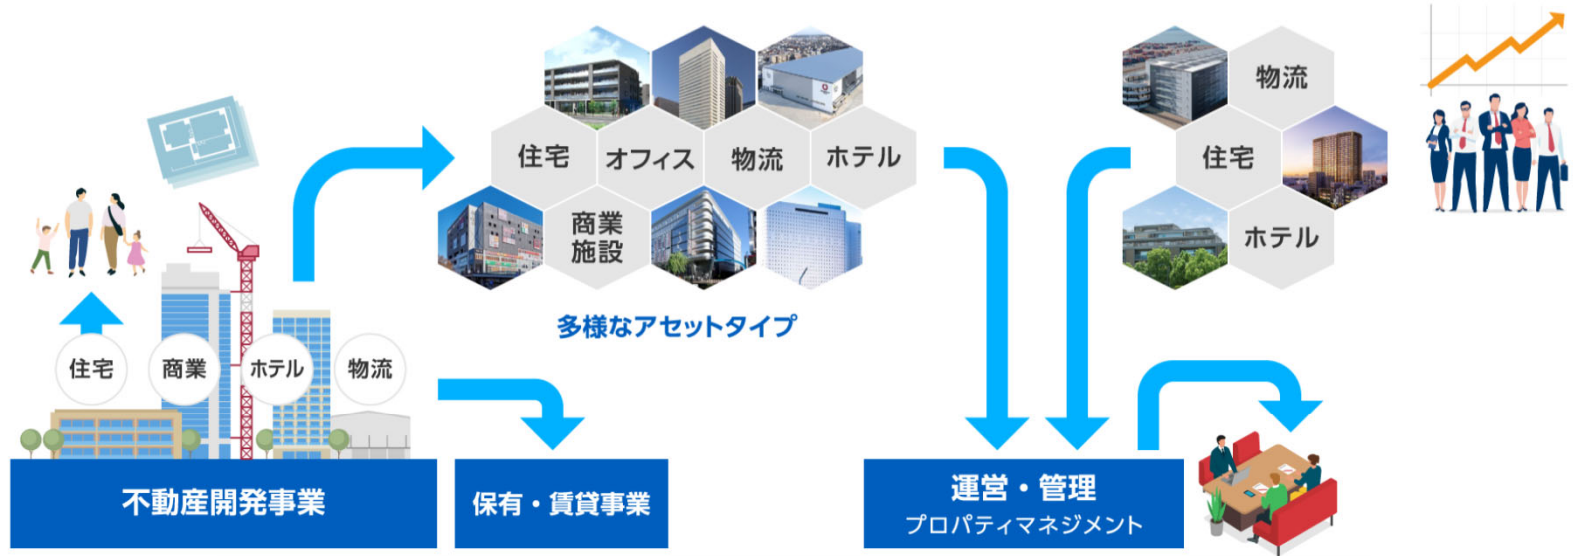 住宅
オフィス
物流
ホテル
商業
施設
多様なアセットタイプ
物流
住宅
ホテル
住宅
商業
ホテル
物流
不動産開発事業
保有・賃貸事業
運営・管理
プロパティマネジメント